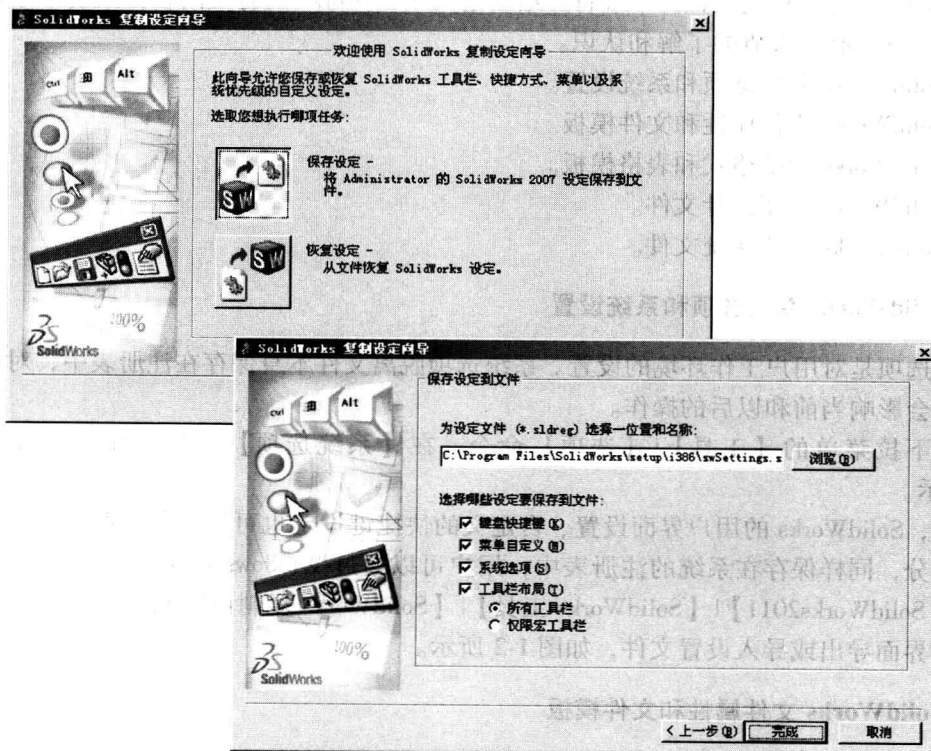 SolidWorks 复制设定向导
欢迎使用 SolidWorks 复制设定向导
此向导允许您保存或恢复 SolidWorks 工具栏、快捷方式、菜单以及系
统优先级的自定义设定。
选取您想执行哪项任务:
保存设定 -
将 Administrator 的 SolidWorks 2007 设定保存到文
件。
恢复设定 -
从文件恢复 SolidWorks 设定。
Ctrl
Alt
SW
SW
100%
SolidWorks
SolidWorks 复制设定向导
保存设定到文件
为设定文件 (*.sldreg) 选择一位置和名称:
C:\Program Files\SolidWorks\setup\i386\swSettings.s
浏览(B)
选择哪些设定要保存到文件:
键盘快捷键(K)
菜单自定义(M)
系统选项(S)
工具栏布局(T)
所有工具栏
仅限宏工具栏
Ctrl
Alt
100%
SolidWorks
< 上一步(B)
完成
取消